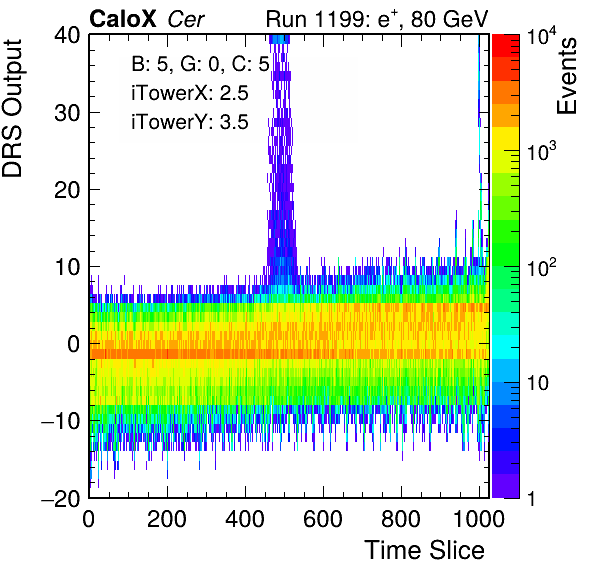 CaloX Cer Run 1199: e+, 80 GeV
B: 5, G: 0, C: 5
iTowerX: 2.5
iTowerY: 3.5
DRS Output
40
30
20
10
0
−10
−20
0 200 400 600 800 1000
Time Slice
Events
10^4
10^3
10^2
10
1